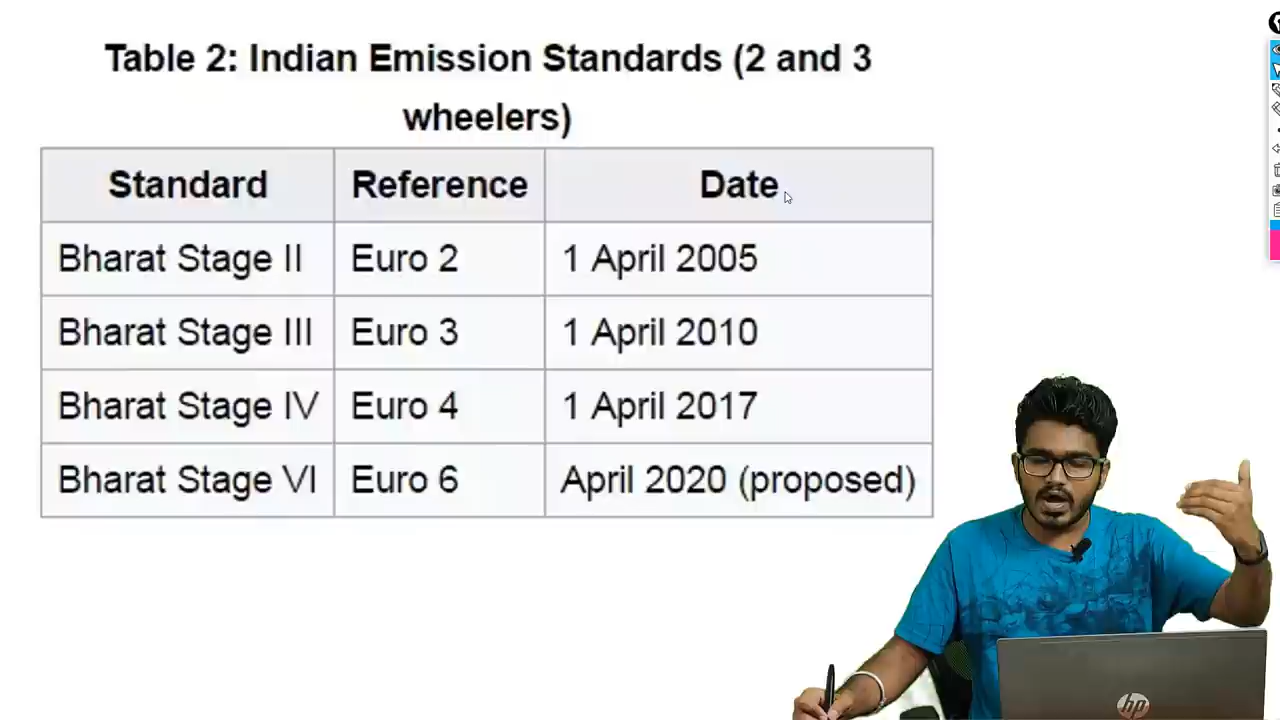 Table 2: Indian Emission Standards (2 and 3
wheelers)
Standard Reference Date
Bharat Stage II Euro 2 1 April 2005
Bharat Stage III Euro 3 1 April 2010
Bharat Stage IV Euro 4 1 April 2017
Bharat Stage VI Euro 6 April 2020 (proposed)
hp